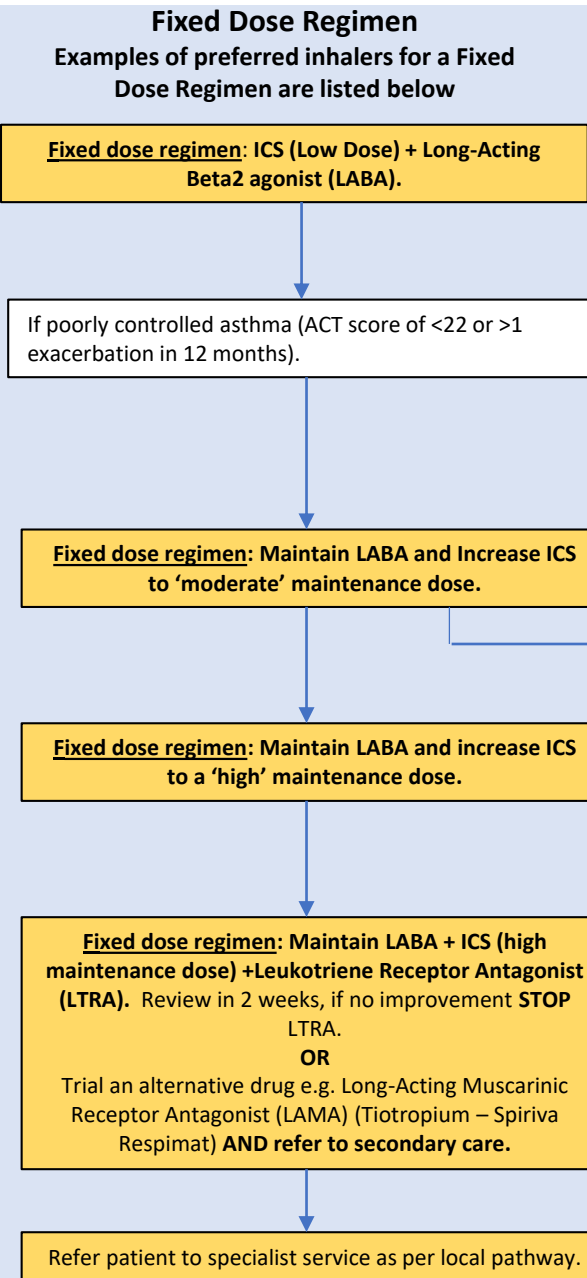 Fixed Dose Regimen
Examples of preferred inhalers for a Fixed
Dose Regimen are listed below
Fixed dose regimen: ICS (Low Dose) + Long-Acting
Beta2 agonist (LABA).
If poorly controlled asthma (ACT score of <22 or >1
exacerbation in 12 months).
Fixed dose regimen: Maintain LABA and Increase ICS
to ‘moderate’ maintenance dose.
Fixed dose regimen: Maintain LABA and increase ICS
to a ‘high’ maintenance dose.
Fixed dose regimen: Maintain LABA + ICS (high
maintenance dose) +Leukotriene Receptor Antagonist
(LTRA). Review in 2 weeks, if no improvement STOP
LTRA.
OR
Trial an alternative drug e.g. Long-Acting Muscarinic
Receptor Antagonist (LAMA) (Tiotropium – Spiriva
Respimat) AND refer to secondary care.
Refer patient to specialist service as per local pathway.